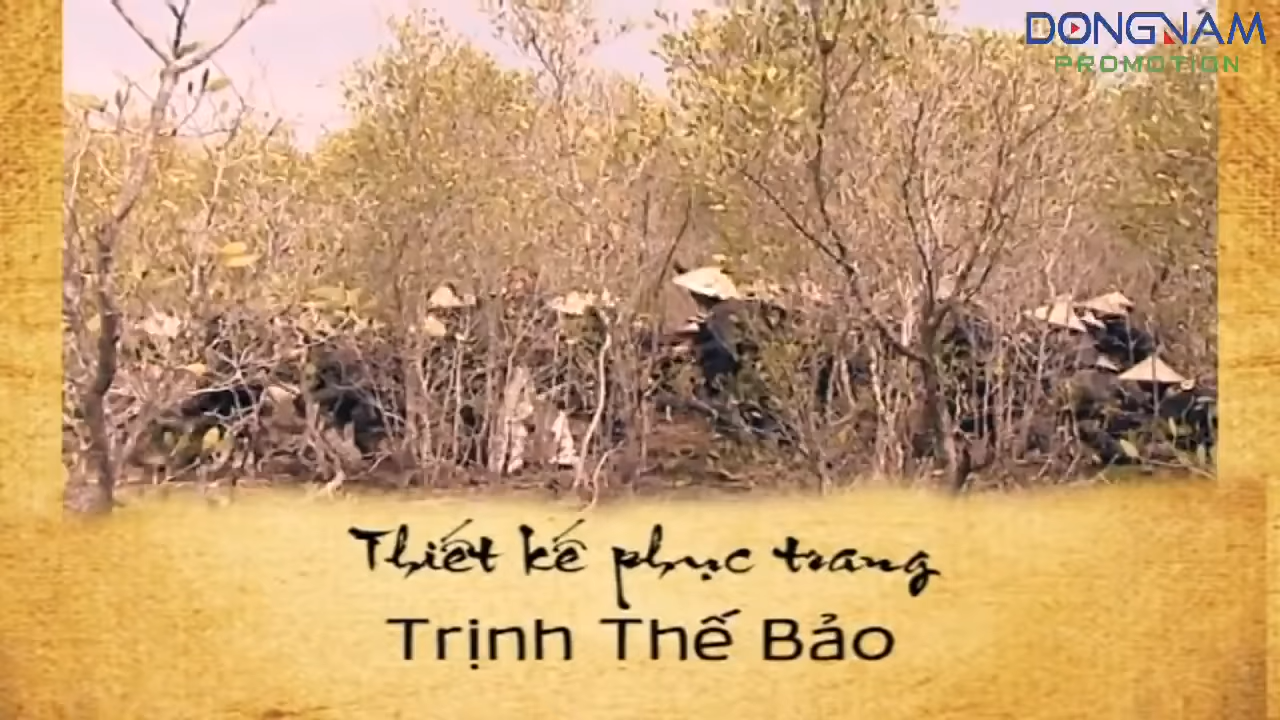 DONGNAM
PROMOTION
Thiết kế phục trang
Trịnh Thế Bảo